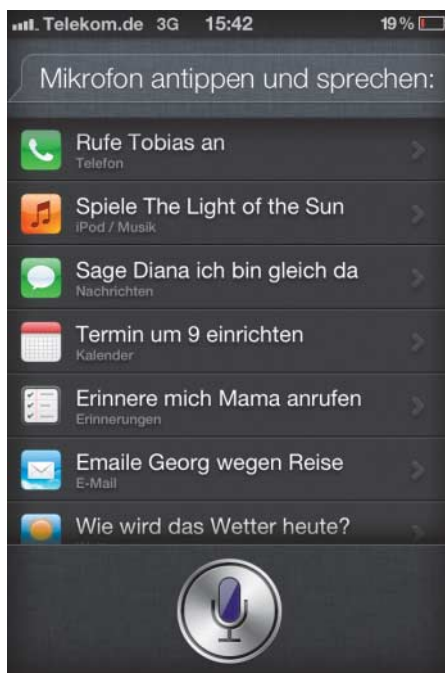 Telekom.de 3G 15:42 19 %
Mikrofon antippen und sprechen:
Rufe Tobias an
Telefon
Spiele The Light of the Sun
iPod / Musik
Sage Diana ich bin gleich da
Nachrichten
Termin um 9 einrichten
Kalender
Erinnere mich Mama anrufen
Erinnerungen
Emaile Georg wegen Reise
E-Mail
Wie wird das Wetter heute?